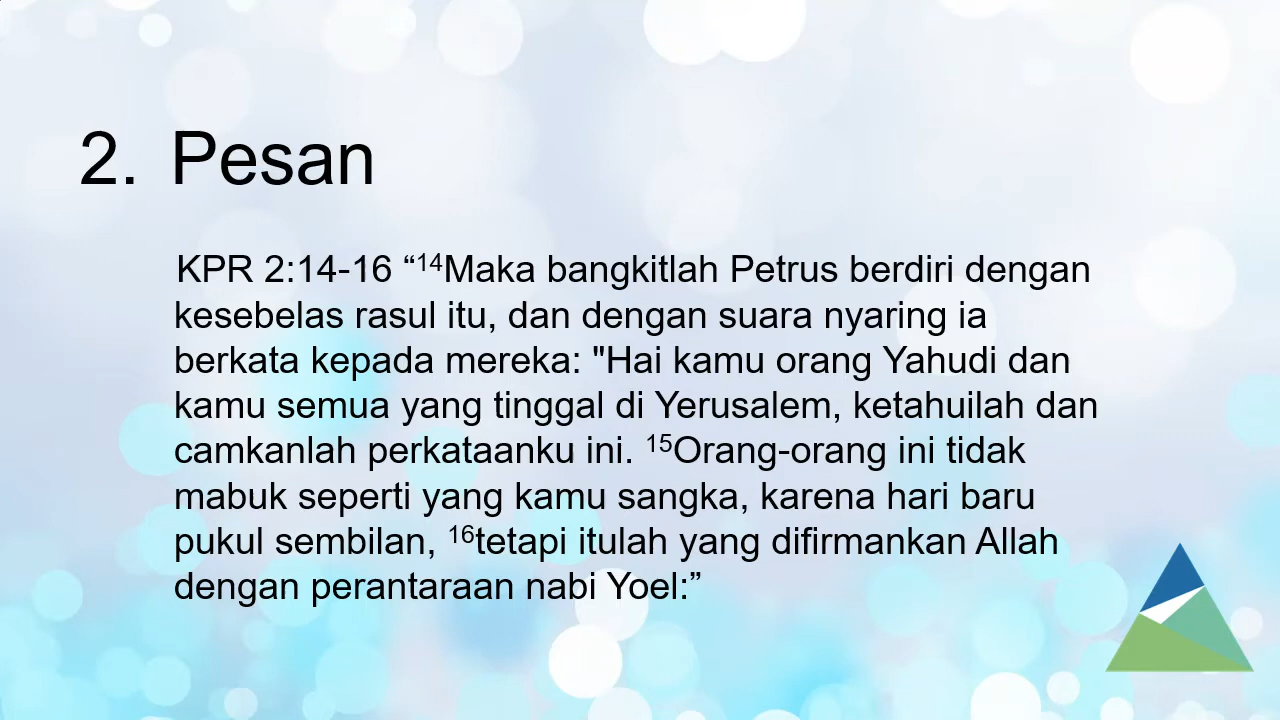 2. Pesan
KPR 2:14-16 “¹⁴Maka bangkitlah Petrus berdiri dengan
kesebelas rasul itu, dan dengan suara nyaring ia
berkata kepada mereka: "Hai kamu orang Yahudi dan
kamu semua yang tinggal di Yerusalem, ketahuilah dan
camkanlah perkataanku ini. ¹⁵Orang-orang ini tidak
mabuk seperti yang kamu sangka, karena hari baru
pukul sembilan, ¹⁶tetapi itulah yang difirmankan Allah
dengan perantaraan nabi Yoel:”